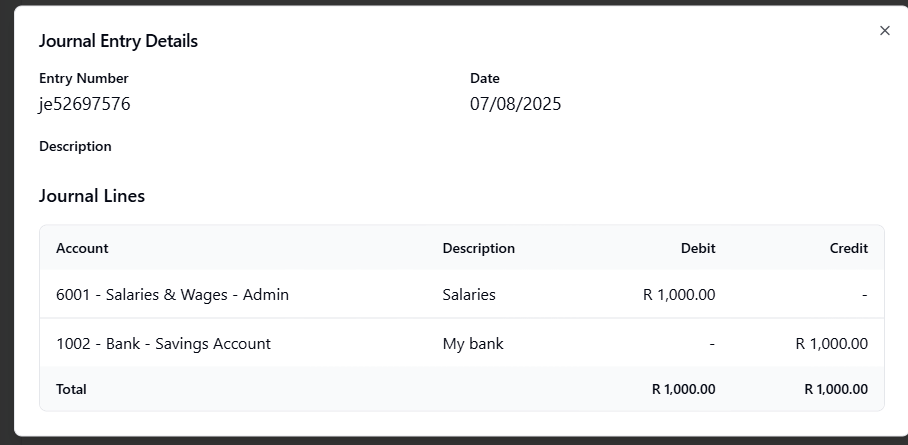 Journal Entry Details
Entry Number Date
je52697576 07/08/2025
Description
Journal Lines
Account Description Debit Credit
6001 - Salaries & Wages - Admin Salaries R 1,000.00 -
1002 - Bank - Savings Account My bank - R 1,000.00
Total R 1,000.00 R 1,000.00